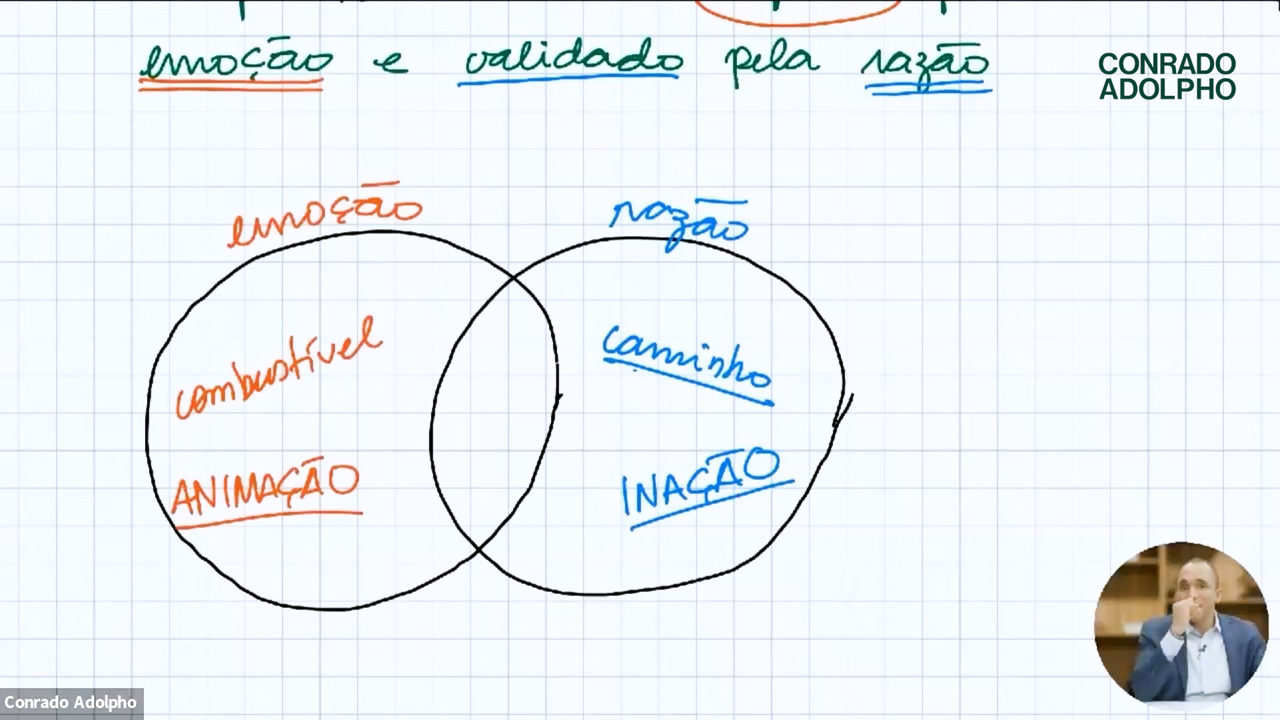 emoção e validado pela razão
CONRADO
ADOLPHO
emoção
razão
combustível
caminho
ANIMAÇÃO
INAÇÃO
Conrado Adolpho